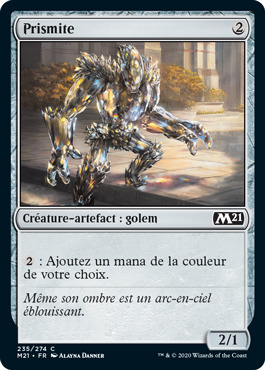 Prismite 2
Créature-artefact : golem M21
2 : Ajoutez un mana de la couleur
de votre choix.
Même son ombre est un arc-en-ciel
éblouissant.
2/1
235/274 C
M21 • FR Alayna Danner ™ & © 2020 Wizards of the Coast